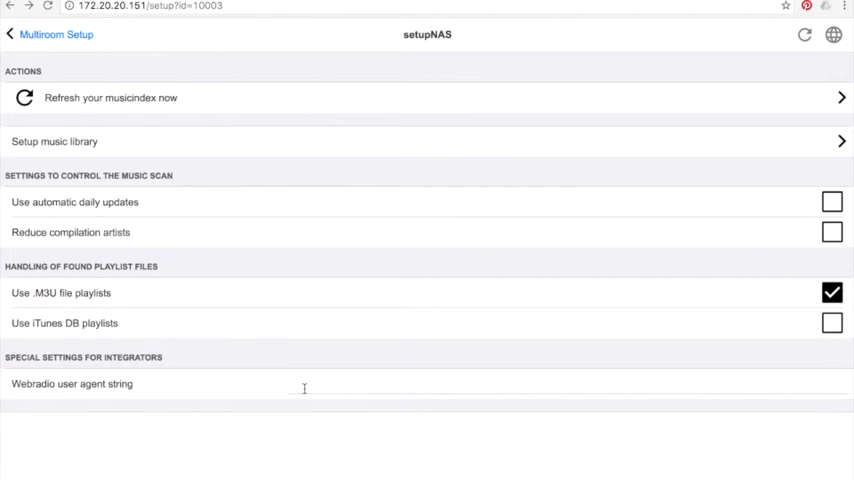 172.20.20.151/setup?id=10003
Multiroom Setup
setupNAS
ACTIONS
Refresh your musicindex now
Setup music library
SETTINGS TO CONTROL THE MUSIC SCAN
Use automatic daily updates
Reduce compilation artists
HANDLING OF FOUND PLAYLIST FILES
Use .M3U file playlists
Use iTunes DB playlists
SPECIAL SETTINGS FOR INTEGRATORS
Webradio user agent string